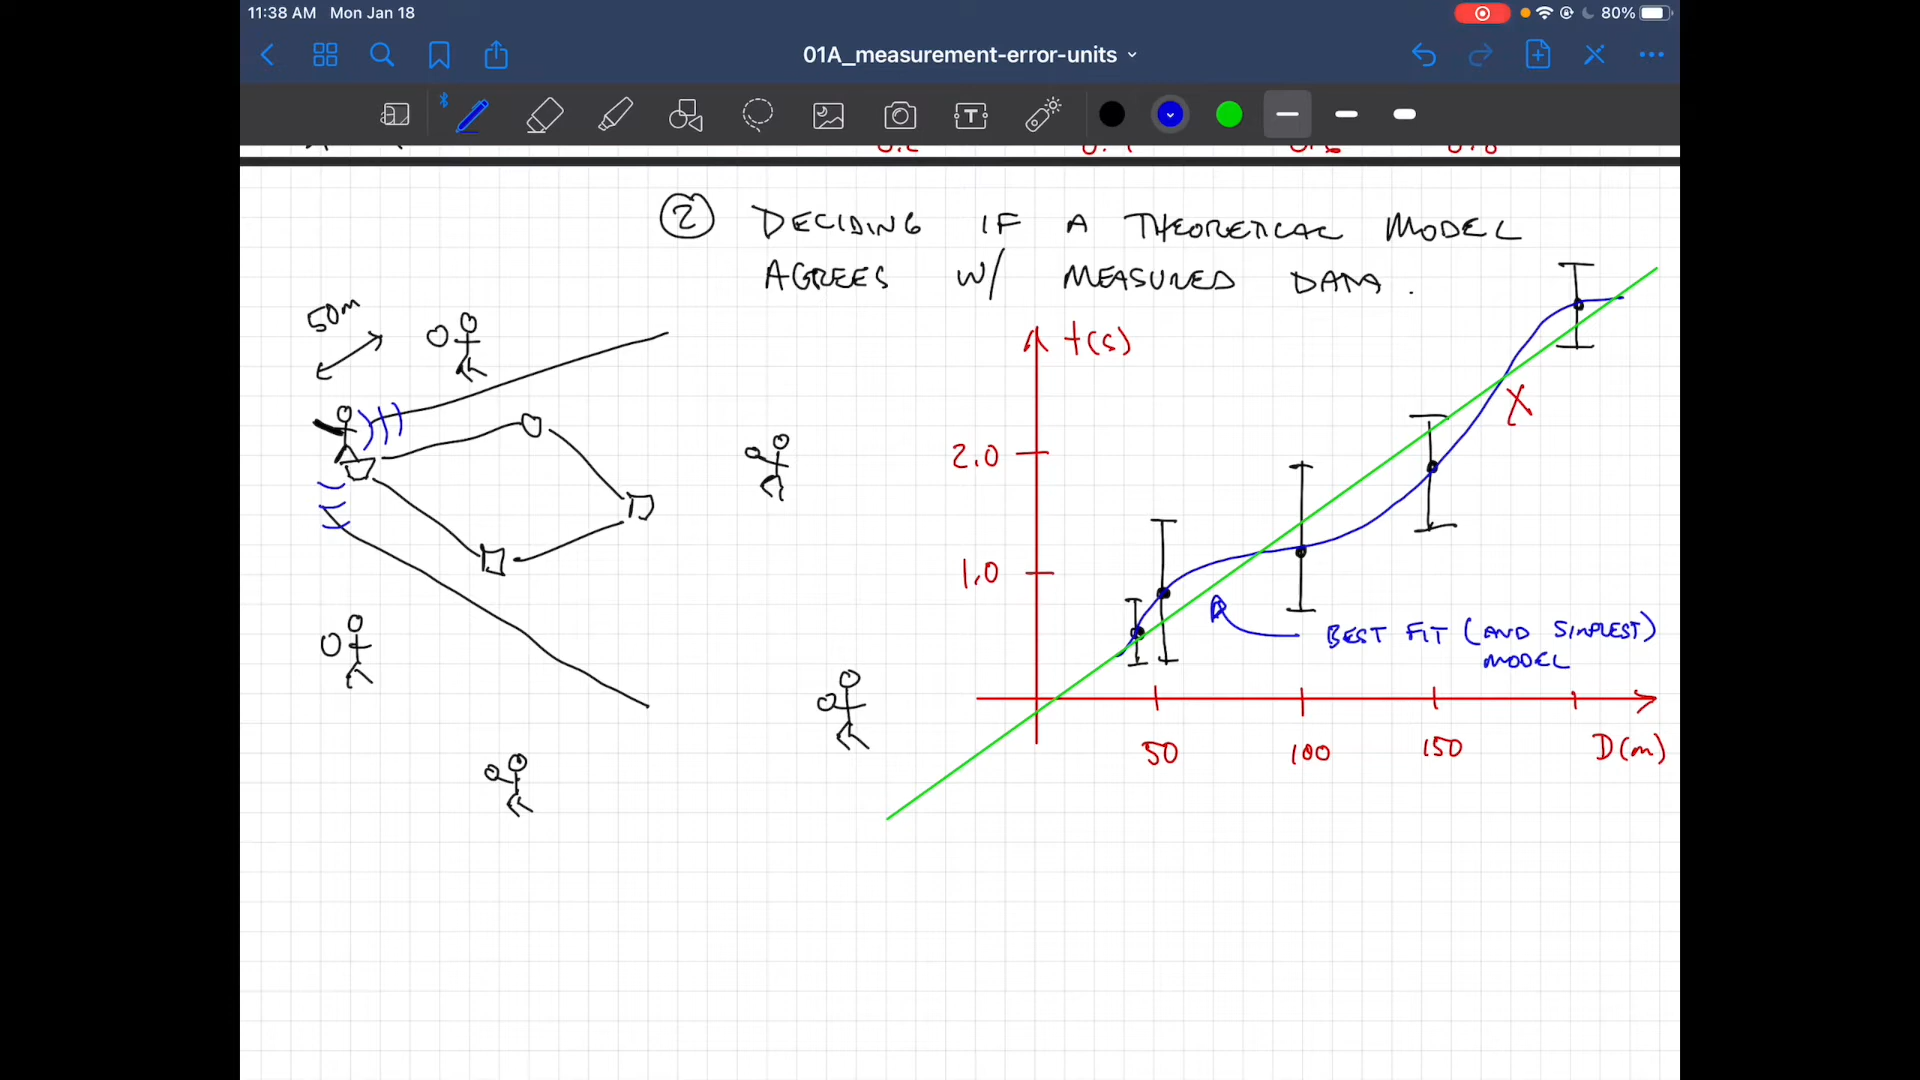 11:38 AM Mon Jan 18
80%
01A_measurement-error-units
T
② DECIDING IF A THEORETICAL MODEL
AGREES W/ MEASURED DATA.
50m
t(s)
X
2.0
1.0
BEST FIT (AND SIMPLEST)
MODEL
50
100
150
D(m)